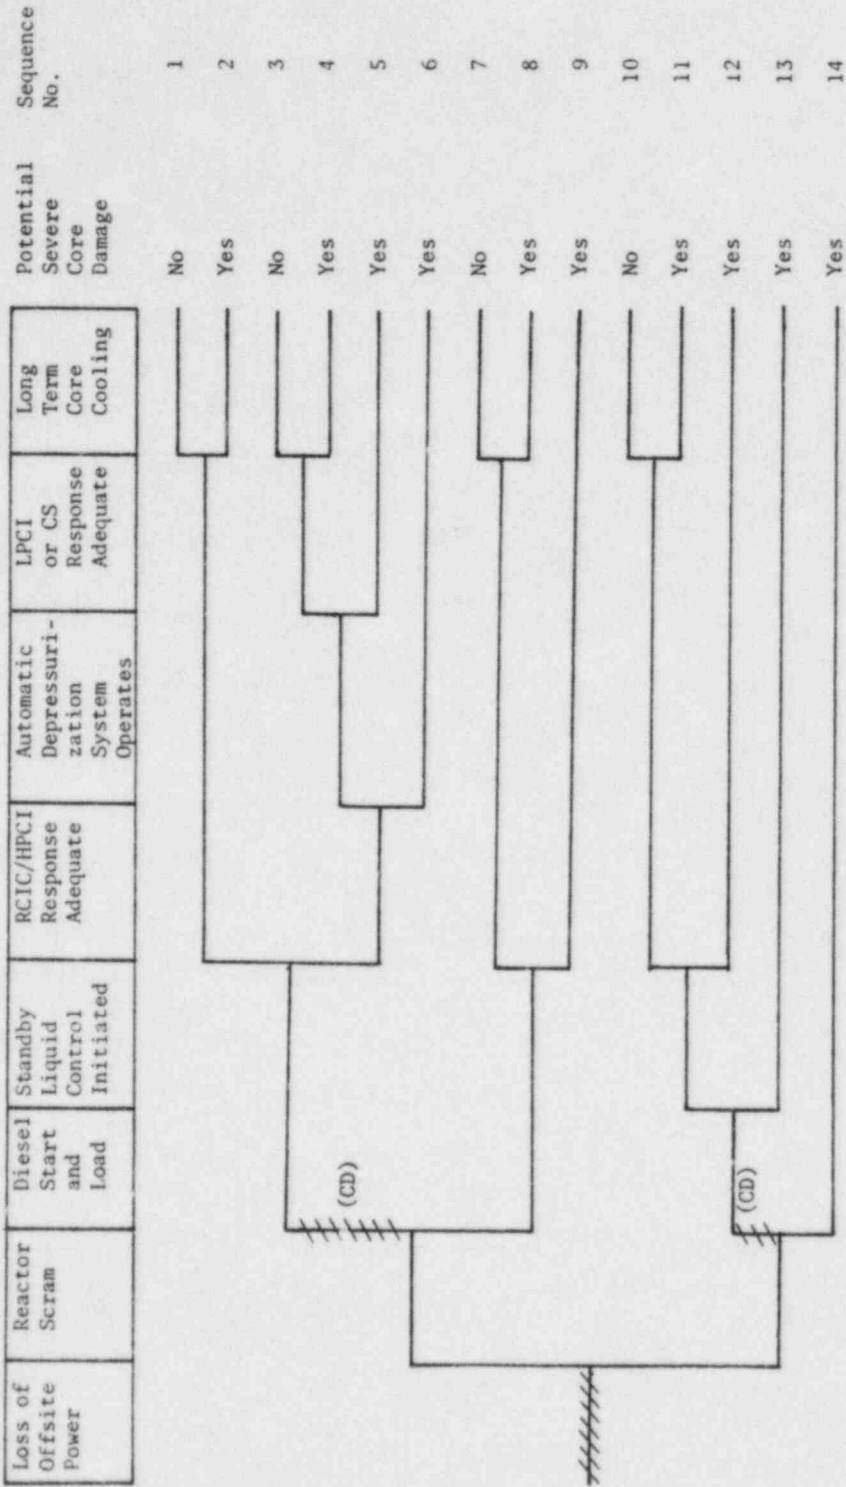 Loss of
Offsite
Power
Reactor
Scram
Diesel
Start
and
Load
Standby
Liquid
Control
Initiated
RCIC/HPCI
Response
Adequate
Automatic
Depressuri-
zation
System
Operates
LPCI
or CS
Response
Adequate
Long
Term
Core
Cooling
Potential
Severe
Core
Damage
Sequence
No.
No 1
Yes 2
No 3
Yes 4
Yes 5
Yes 6
No 7
Yes 8
Yes 9
No 10
Yes 11
Yes 12
Yes 13
Yes 14
(CD)
(CD)